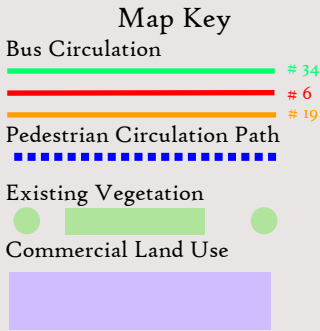 Map Key
Bus Circulation
# 34
# 6
# 19
Pedestrian Circulation Path
Existing Vegetation
Commercial Land Use